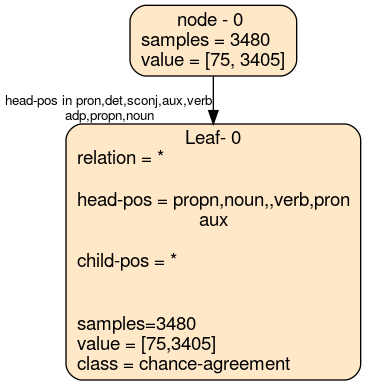 node - 0
samples = 3480
value = [75, 3405]
head-pos in pron,det,sconj,aux,verb
adp,propn,noun
Leaf- 0
relation = *
head-pos = propn,noun,,verb,pron
aux
child-pos = *
samples=3480
value = [75,3405]
class = chance-agreement